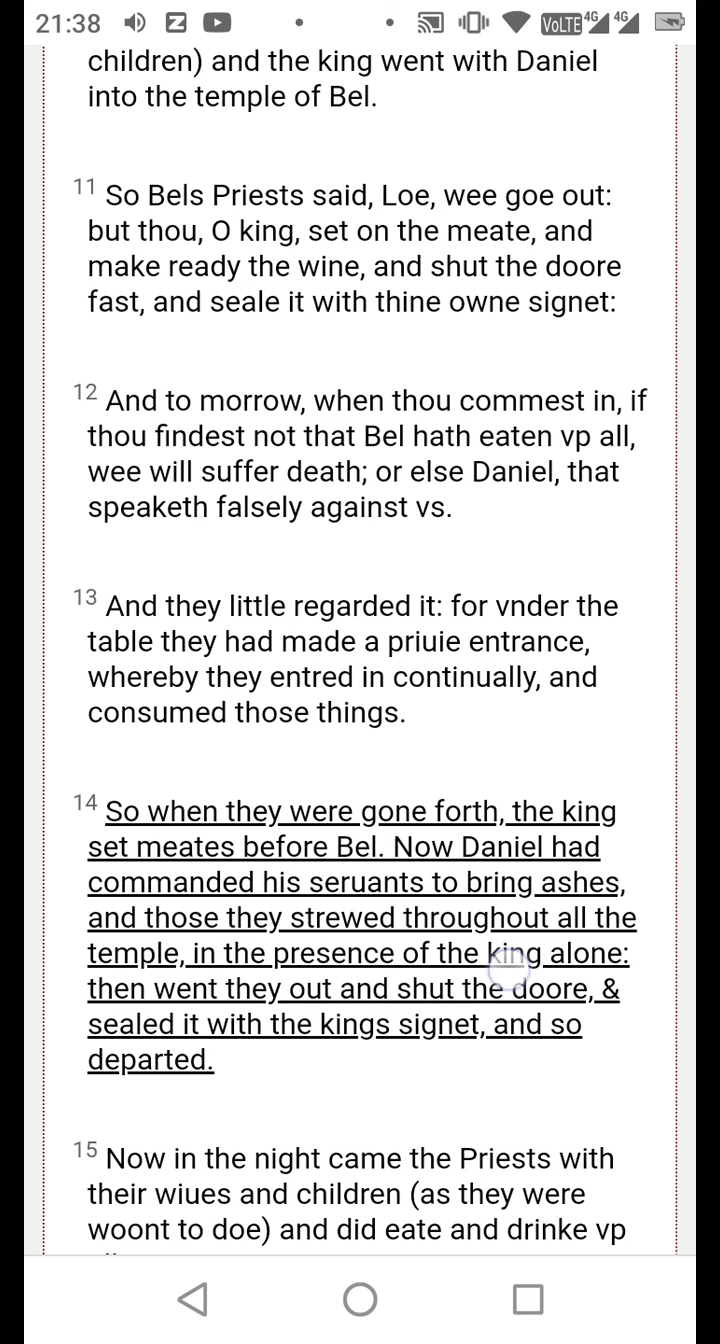 21:38 VoLTE 4G 4G
children) and the king went with Daniel
into the temple of Bel.
11 So Bels Priests said, Loe, wee goe out:
but thou, O king, set on the meate, and
make ready the wine, and shut the doore
fast, and seale it with thine owne signet:
12 And to morrow, when thou commest in, if
thou findest not that Bel hath eaten vp all,
wee will suffer death; or else Daniel, that
speaketh falsely against vs.
13 And they little regarded it: for vnder the
table they had made a priuie entrance,
whereby they entred in continually, and
consumed those things.
14 So when they were gone forth, the king
set meates before Bel. Now Daniel had
commanded his seruants to bring ashes,
and those they strewed throughout all the
temple, in the presence of the king alone:
then went they out and shut the doore, &
sealed it with the kings signet, and so
departed.
15 Now in the night came the Priests with
their wiues and children (as they were
woont to doe) and did eate and drinke vp